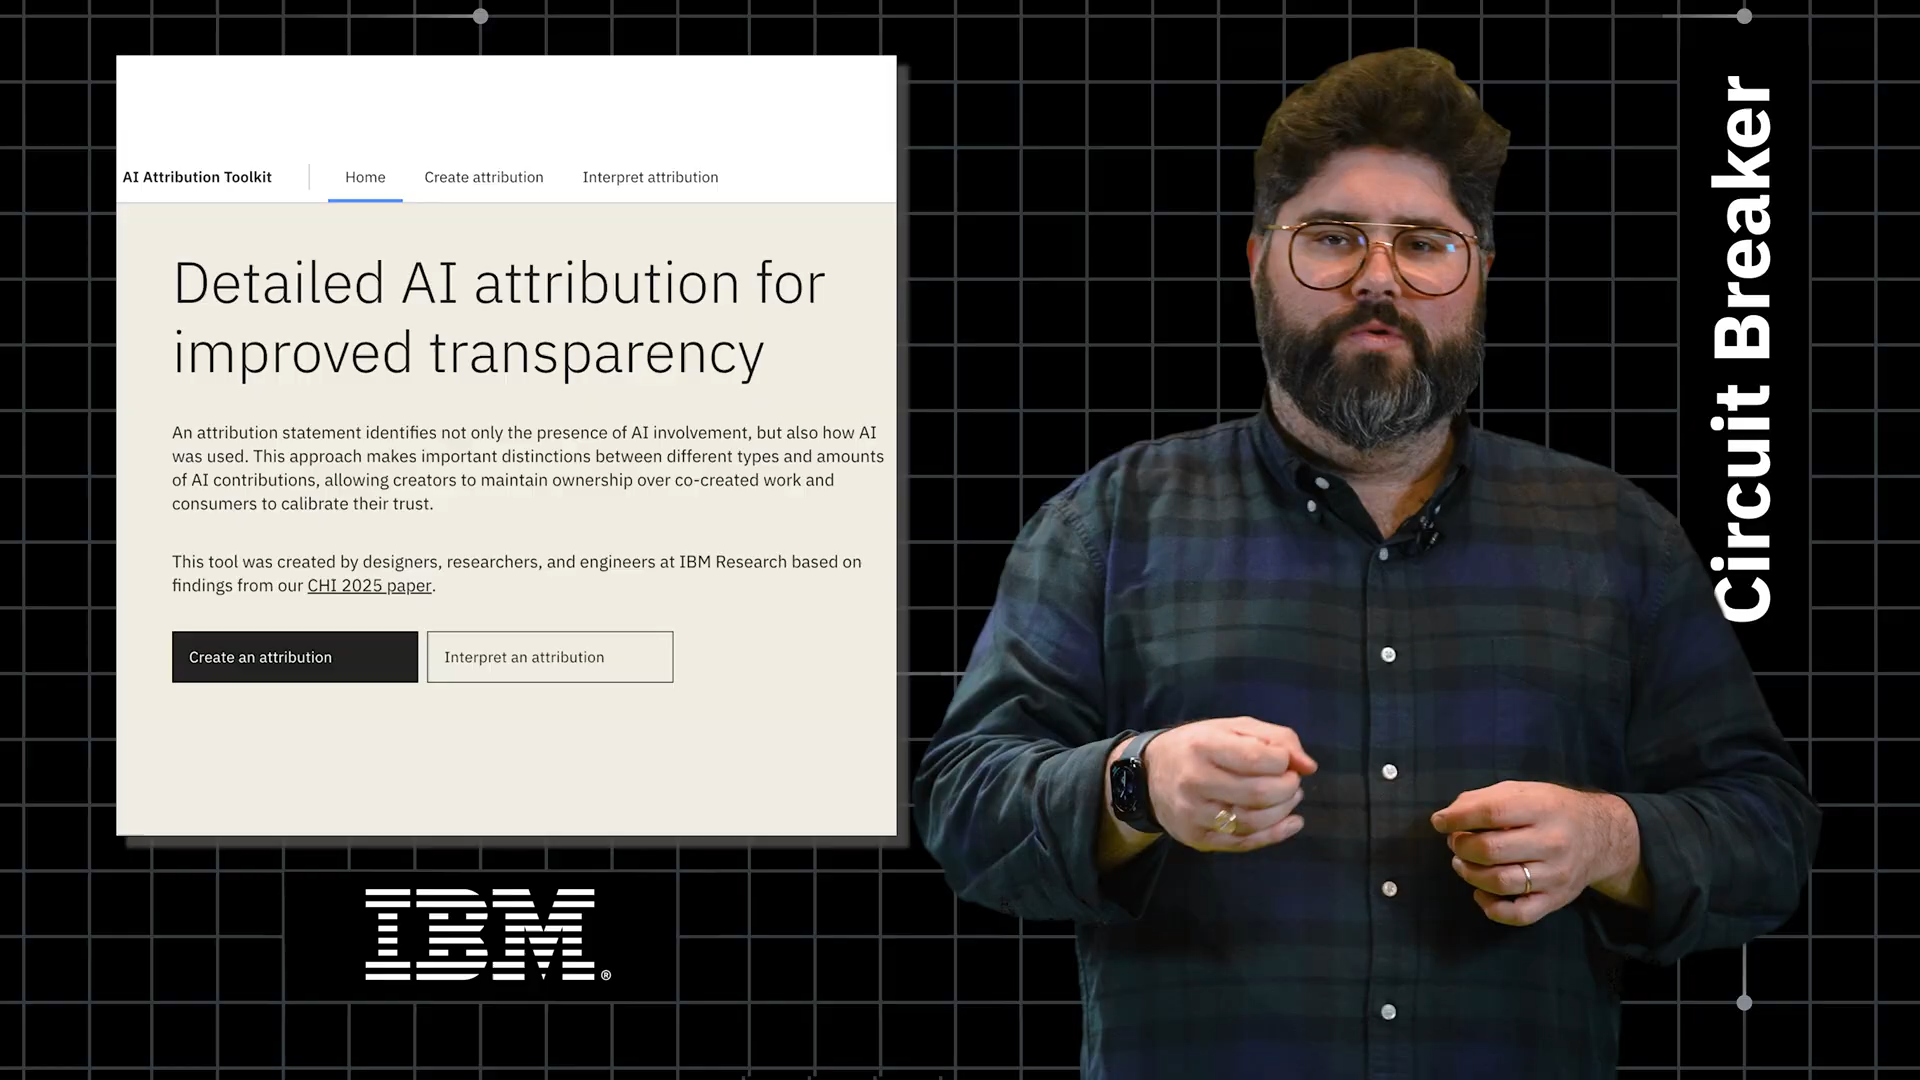 AI Attribution Toolkit
Home
Create attribution
Interpret attribution
Detailed AI attribution for
improved transparency
An attribution statement identifies not only the presence of AI involvement, but also how AI
was used. This approach makes important distinctions between different types and amounts
of AI contributions, allowing creators to maintain ownership over co-created work and
consumers to calibrate their trust.
This tool was created by designers, researchers, and engineers at IBM Research based on
findings from our CHI 2025 paper.
Create an attribution
Interpret an attribution
IBM®
Circuit Breaker